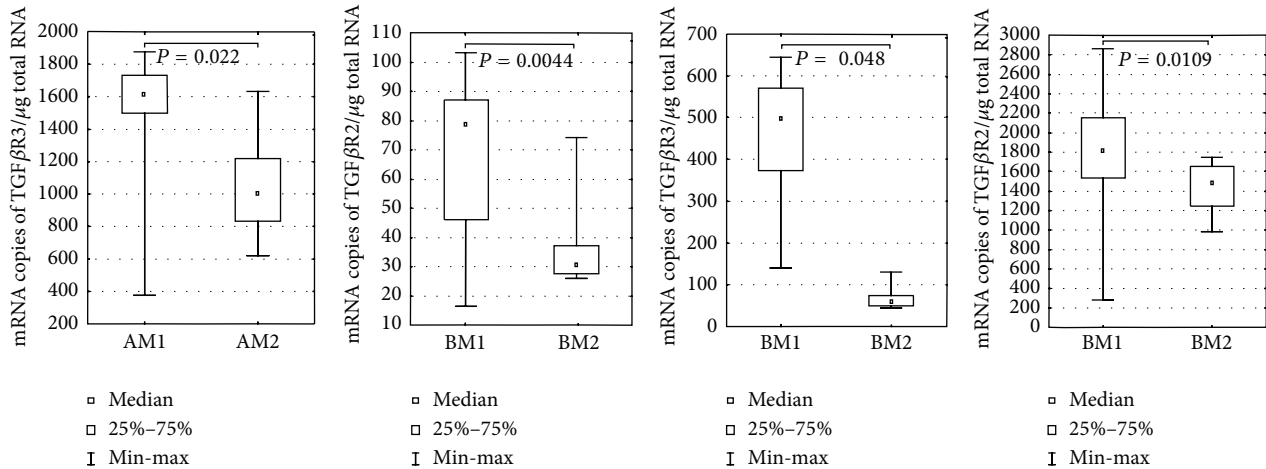 mRNA copies of TGFβR3/μg total RNA
2000
1800
1600
1400
1200
1000
800
600
400
200
P = 0.022
AM1 AM2
Median
25%–75%
Min-max
mRNA copies of TGFβR2/μg total RNA
110
100
90
80
70
60
50
40
30
20
10
P = 0.0044
BM1 BM2
Median
25%–75%
Min-max
mRNA copies of TGFβR3/μg total RNA
700
600
500
400
300
200
100
0
P = 0.048
BM1 BM2
Median
25%–75%
Min-max
mRNA copies of TGFβR2/μg total RNA
3000
2800
2600
2400
2200
2000
1800
1600
1400
1200
1000
800
600
400
200
0
P = 0.0109
BM1 BM2
Median
25%–75%
Min-max